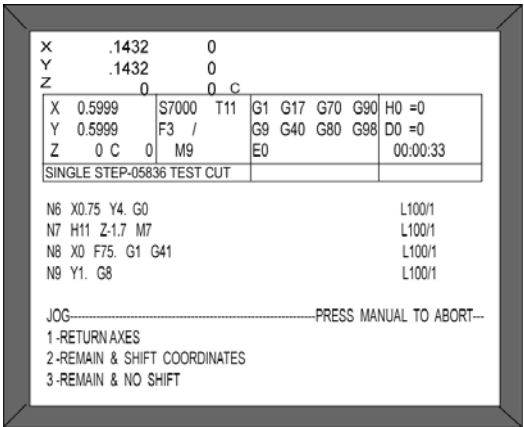 X .1432 0
Y .1432 0
Z 0 0 C
X 0.5999 S7000 T11 G1 G17 G70 G90 H0 =0
Y 0.5999 F3 / G9 G40 G80 G98 D0 =0
Z 0 C 0 M9 E0 00:00:33
SINGLE STEP-05836 TEST CUT
N6 X0.75 Y4. G0 L100/1
N7 H11 Z-1.7 M7 L100/1
N8 X0 F75. G1 G41 L100/1
N9 Y1. G8 L100/1
JOG-----------------------------------------------------------PRESS MANUAL TO ABORT---
1 -RETURN AXES
2 -REMAIN & SHIFT COORDINATES
3 -REMAIN & NO SHIFT